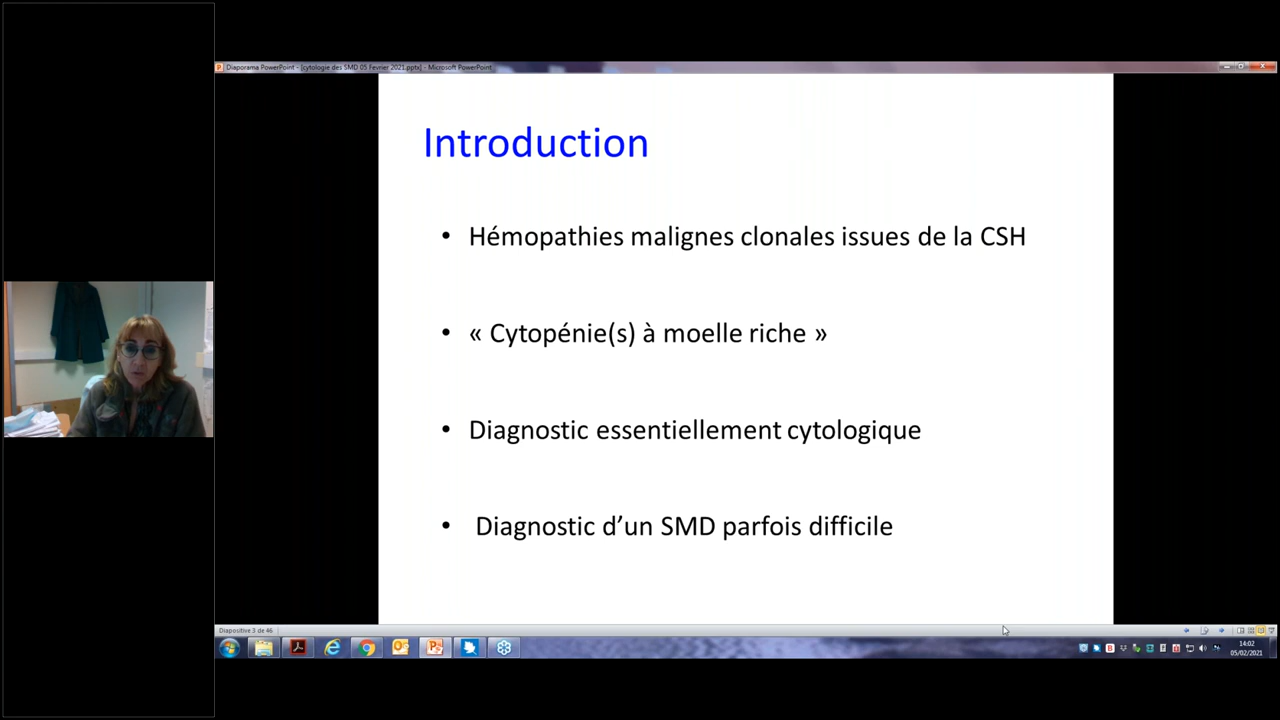 Diaporama PowerPoint - [cytologie des SMD 05 Fevrier 2021.pptx] - Microsoft PowerPoint
Introduction
• Hémopathies malignes clonales issues de la CSH
• « Cytopénie(s) à moelle riche »
• Diagnostic essentiellement cytologique
• Diagnostic d’un SMD parfois difficile
Diapositive 3 de 46
14:02
05/02/2021